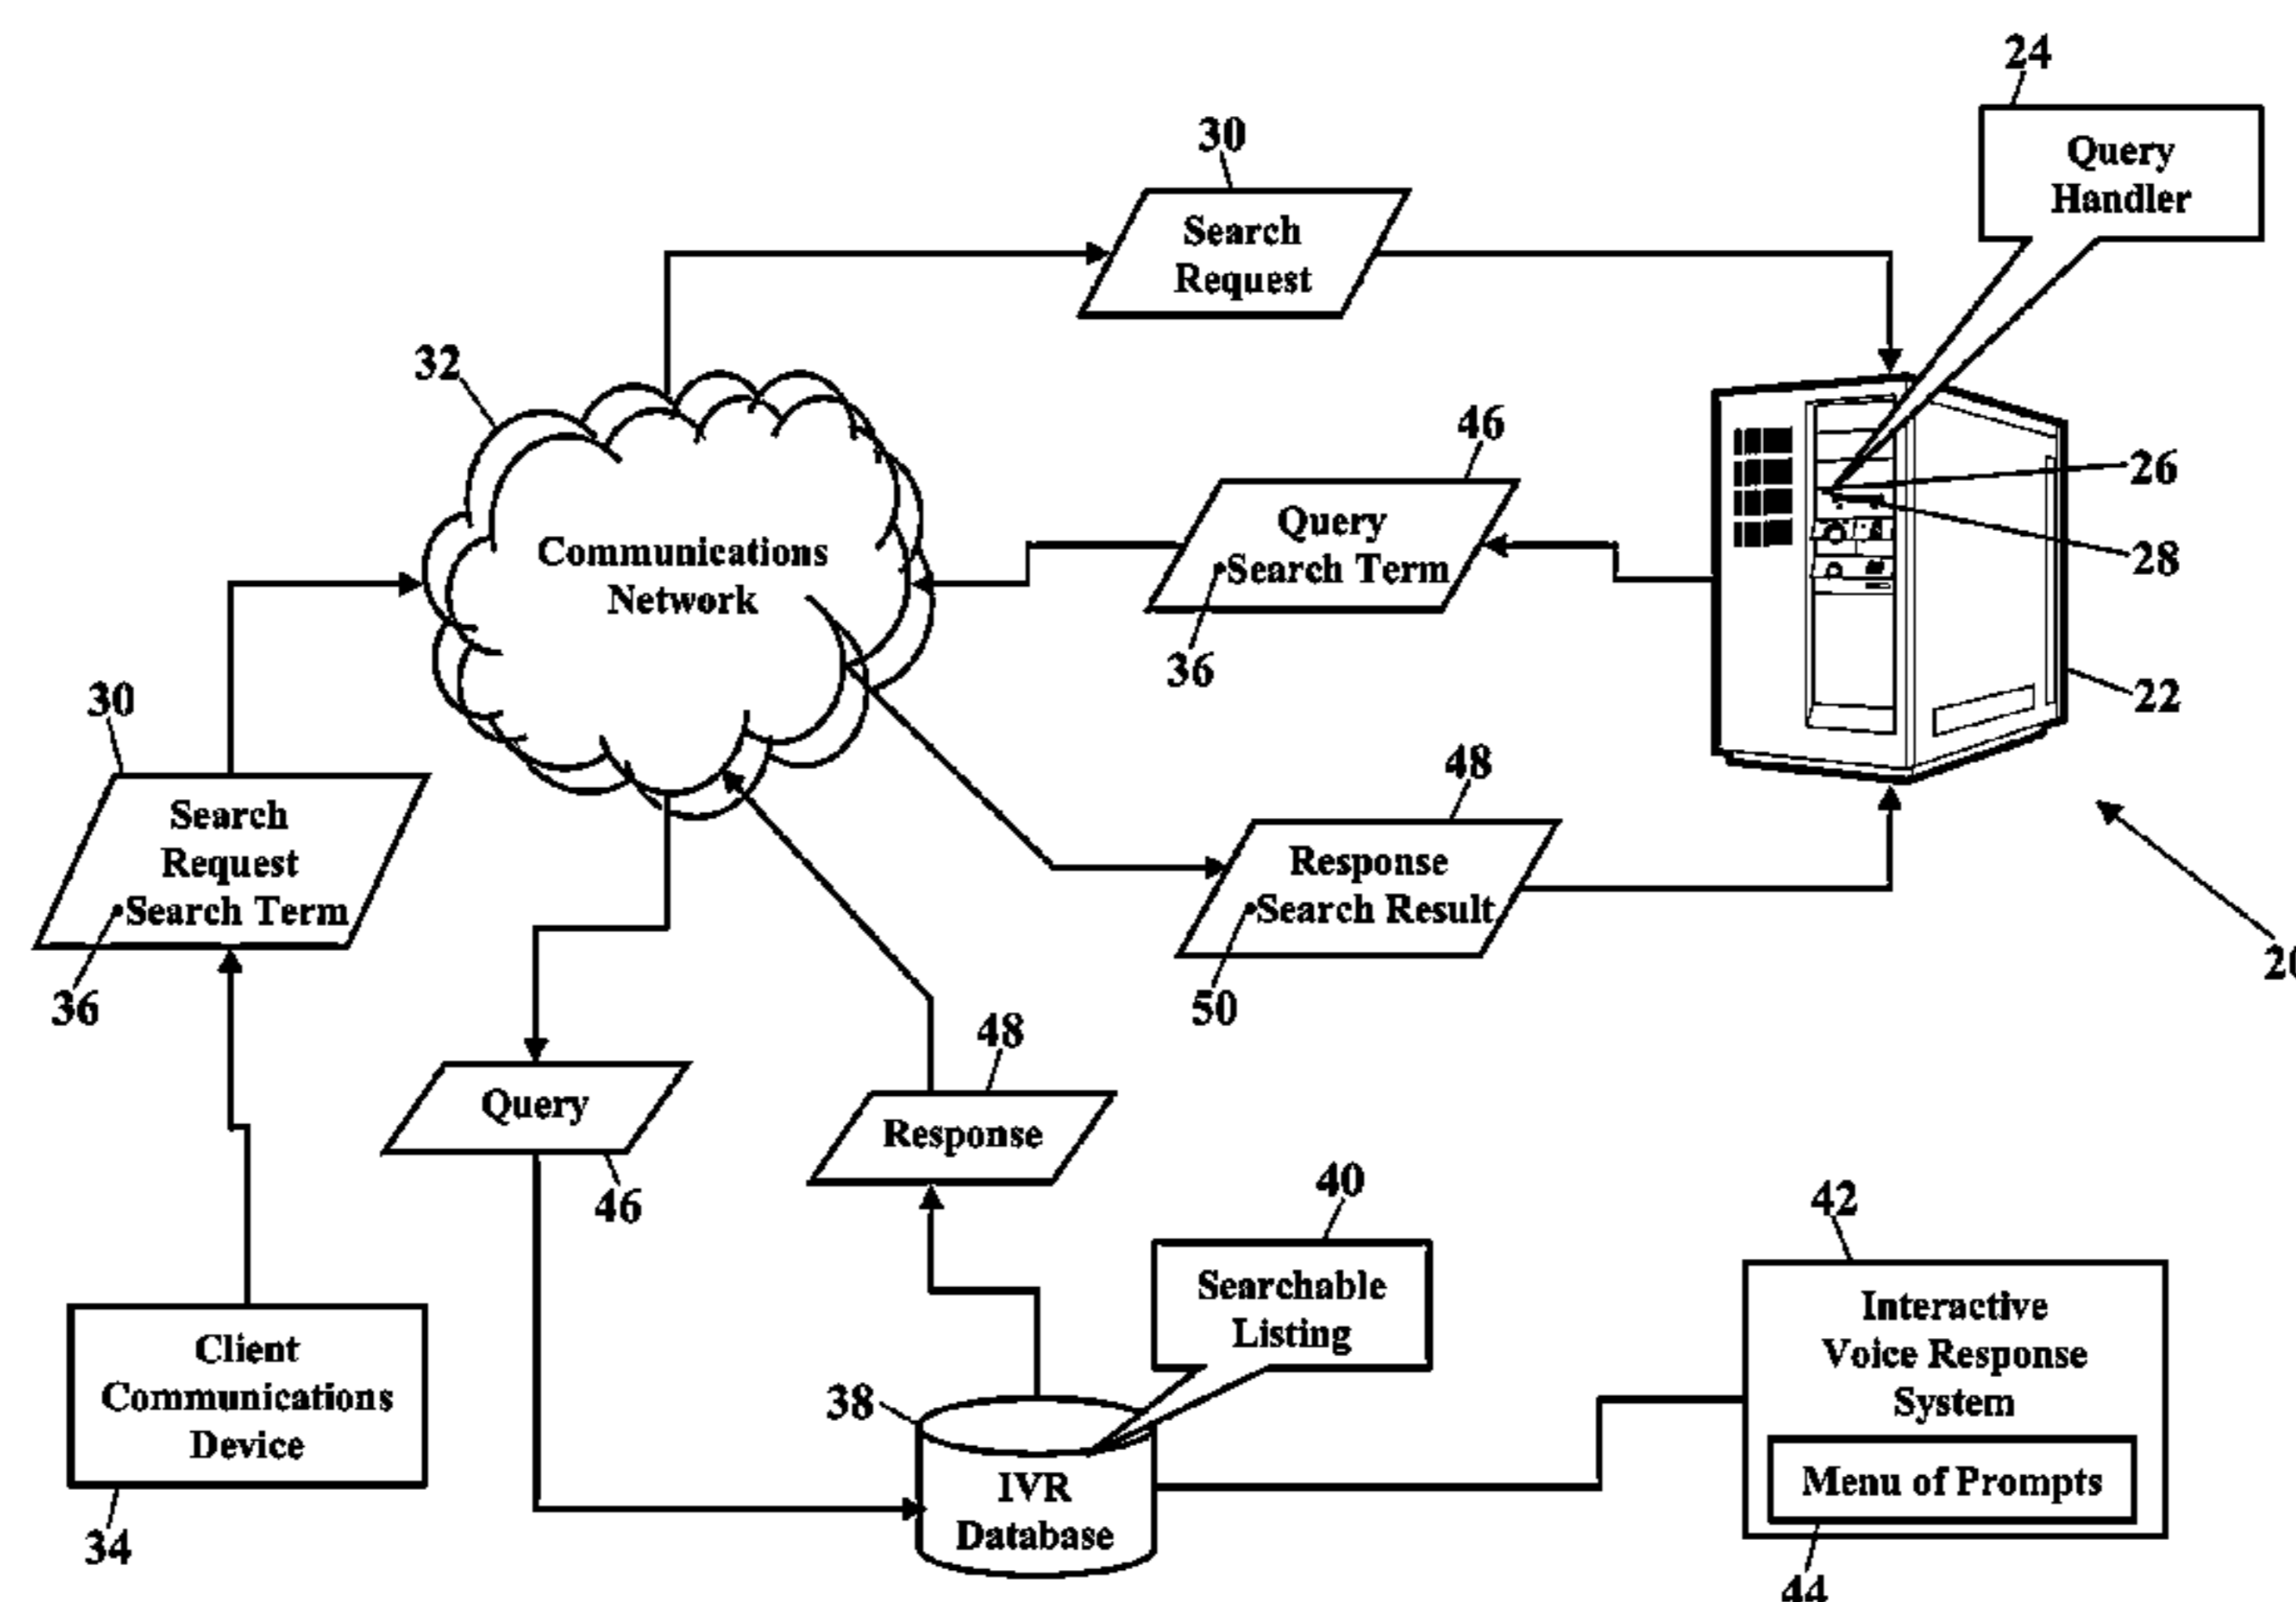 24
Query
Handler
30
Search
Request
32
46
Query
•Search Term
36
26
28
22
Communications
Network
30
Search
Request
•Search Term
36
48
Response
•Search Result
50
20
Query
46
48
Response
40
Searchable
Listing
42
Interactive
Voice Response
System
Menu of Prompts
44
Client
Communications
Device
34
38
IVR
Database